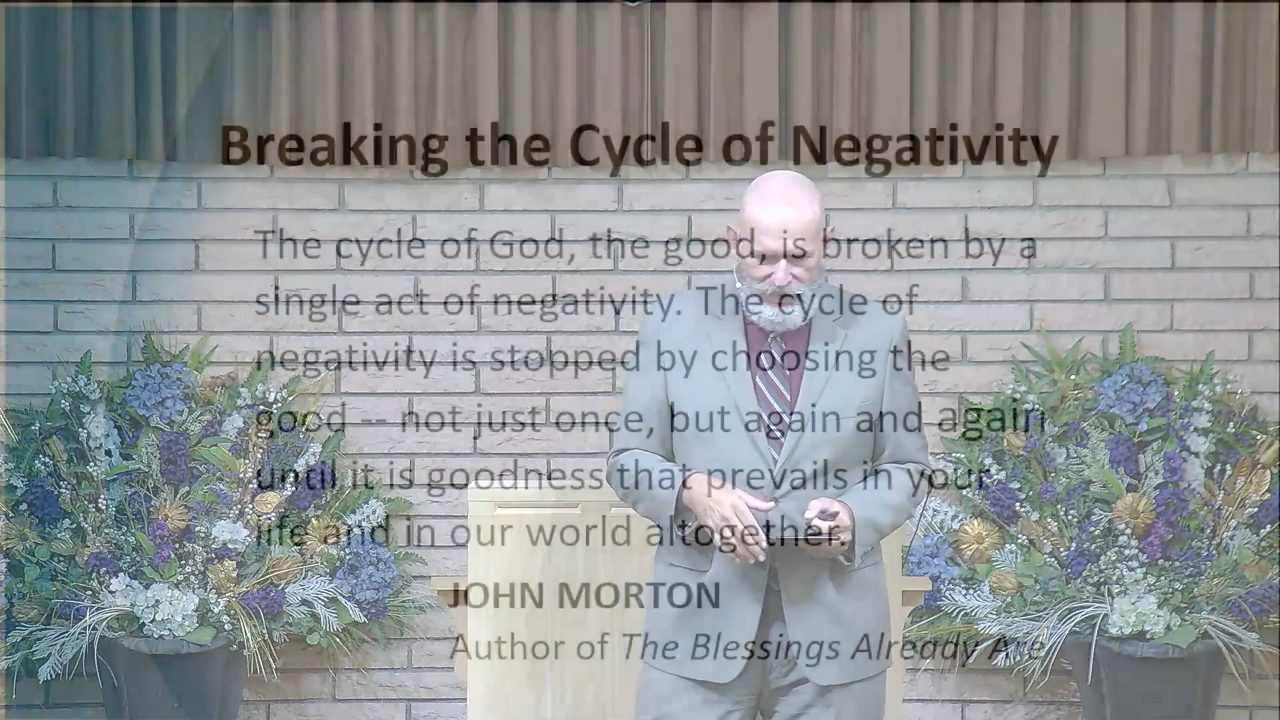 Breaking the Cycle of Negativity
The cycle of God, the good, is broken by a
single act of negativity. The cycle of
negativity is stopped by choosing the
good -- not just once, but again and again
until it is goodness that prevails in your
life and in our world altogether.
JOHN MORTON
Author of The Blessings Already Are